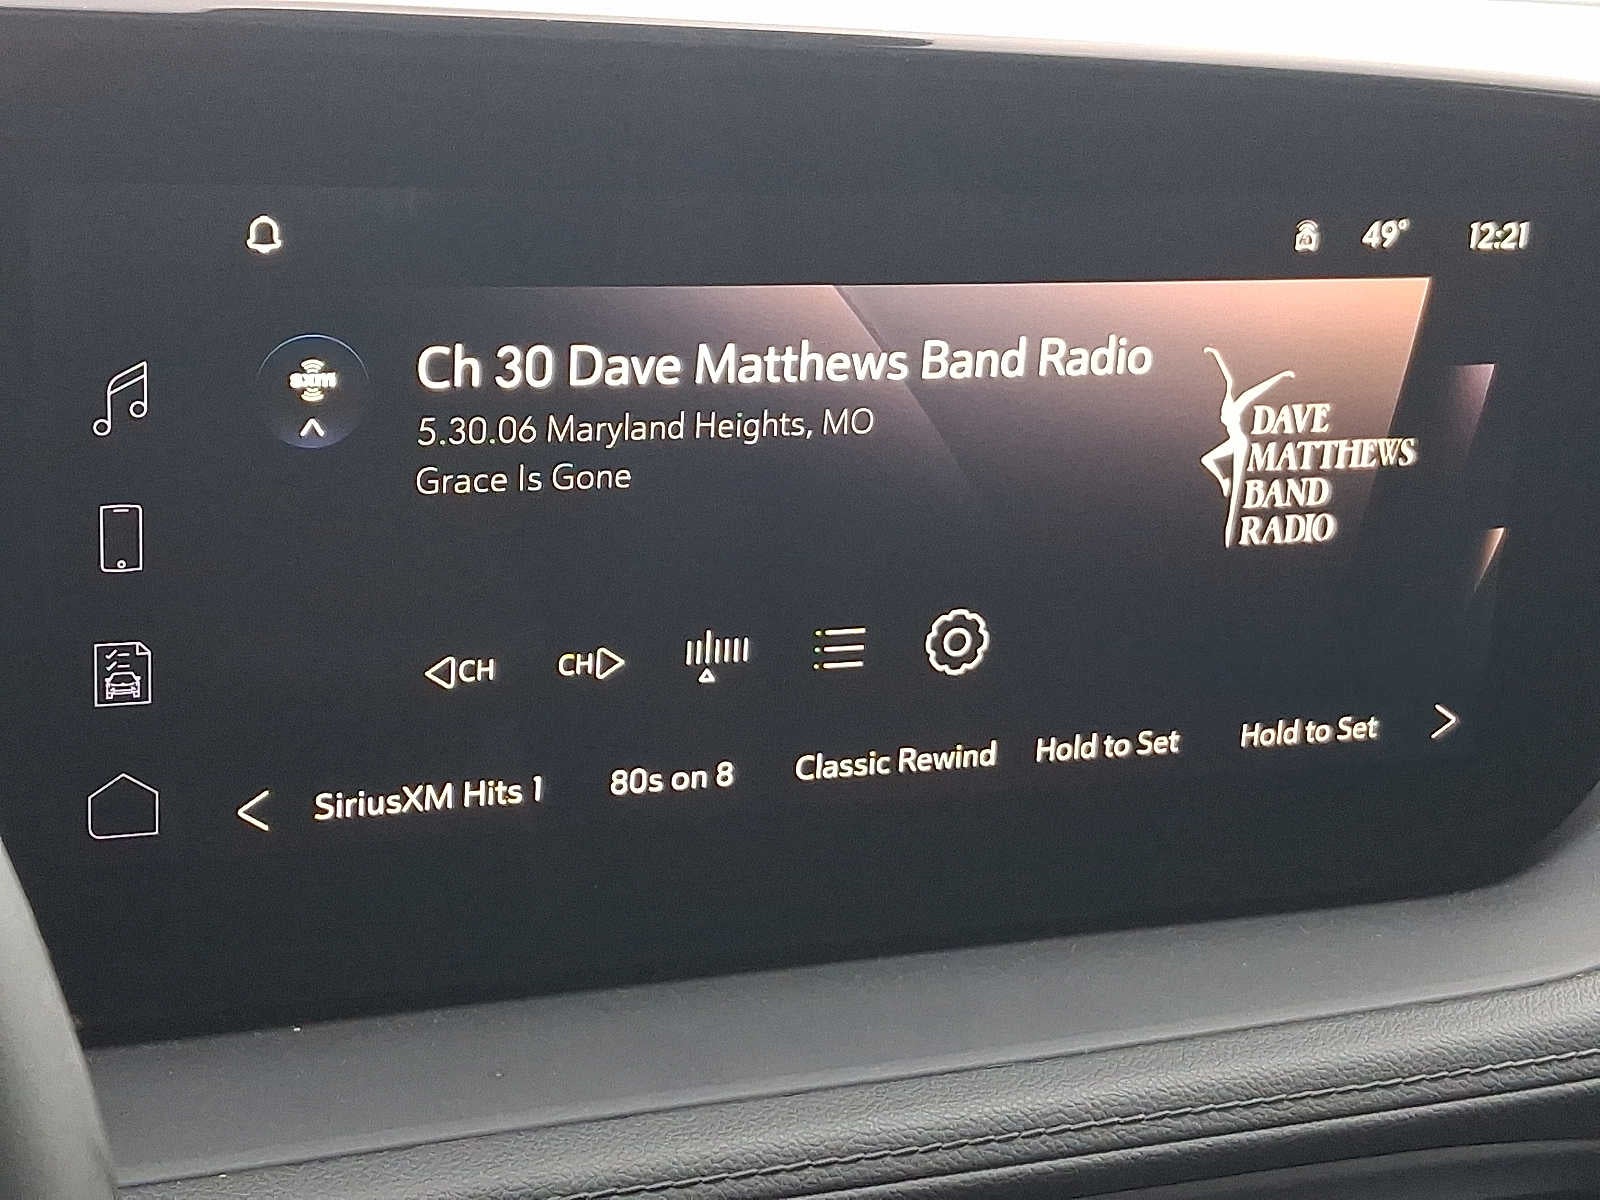 49° 12:21
sxm
Ch 30 Dave Matthews Band Radio
5.30.06 Maryland Heights, MO
Grace Is Gone
DAVE
MATTHEWS
BAND
RADIO
CH CH
SiriusXM Hits 1 80s on 8 Classic Rewind Hold to Set Hold to Set